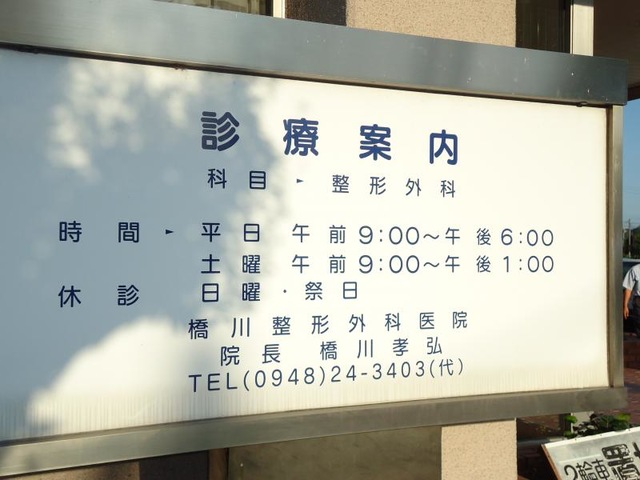 診療案内
科目 ▸ 整形外科
時間 ▸ 平日 午前 9:00〜午後 6:00
土曜 午前 9:00〜午後 1:00
休診 日曜・祭日
橋川整形外科医院
院長 橋川孝弘
TEL(0948)24-3403(代)
2輪車